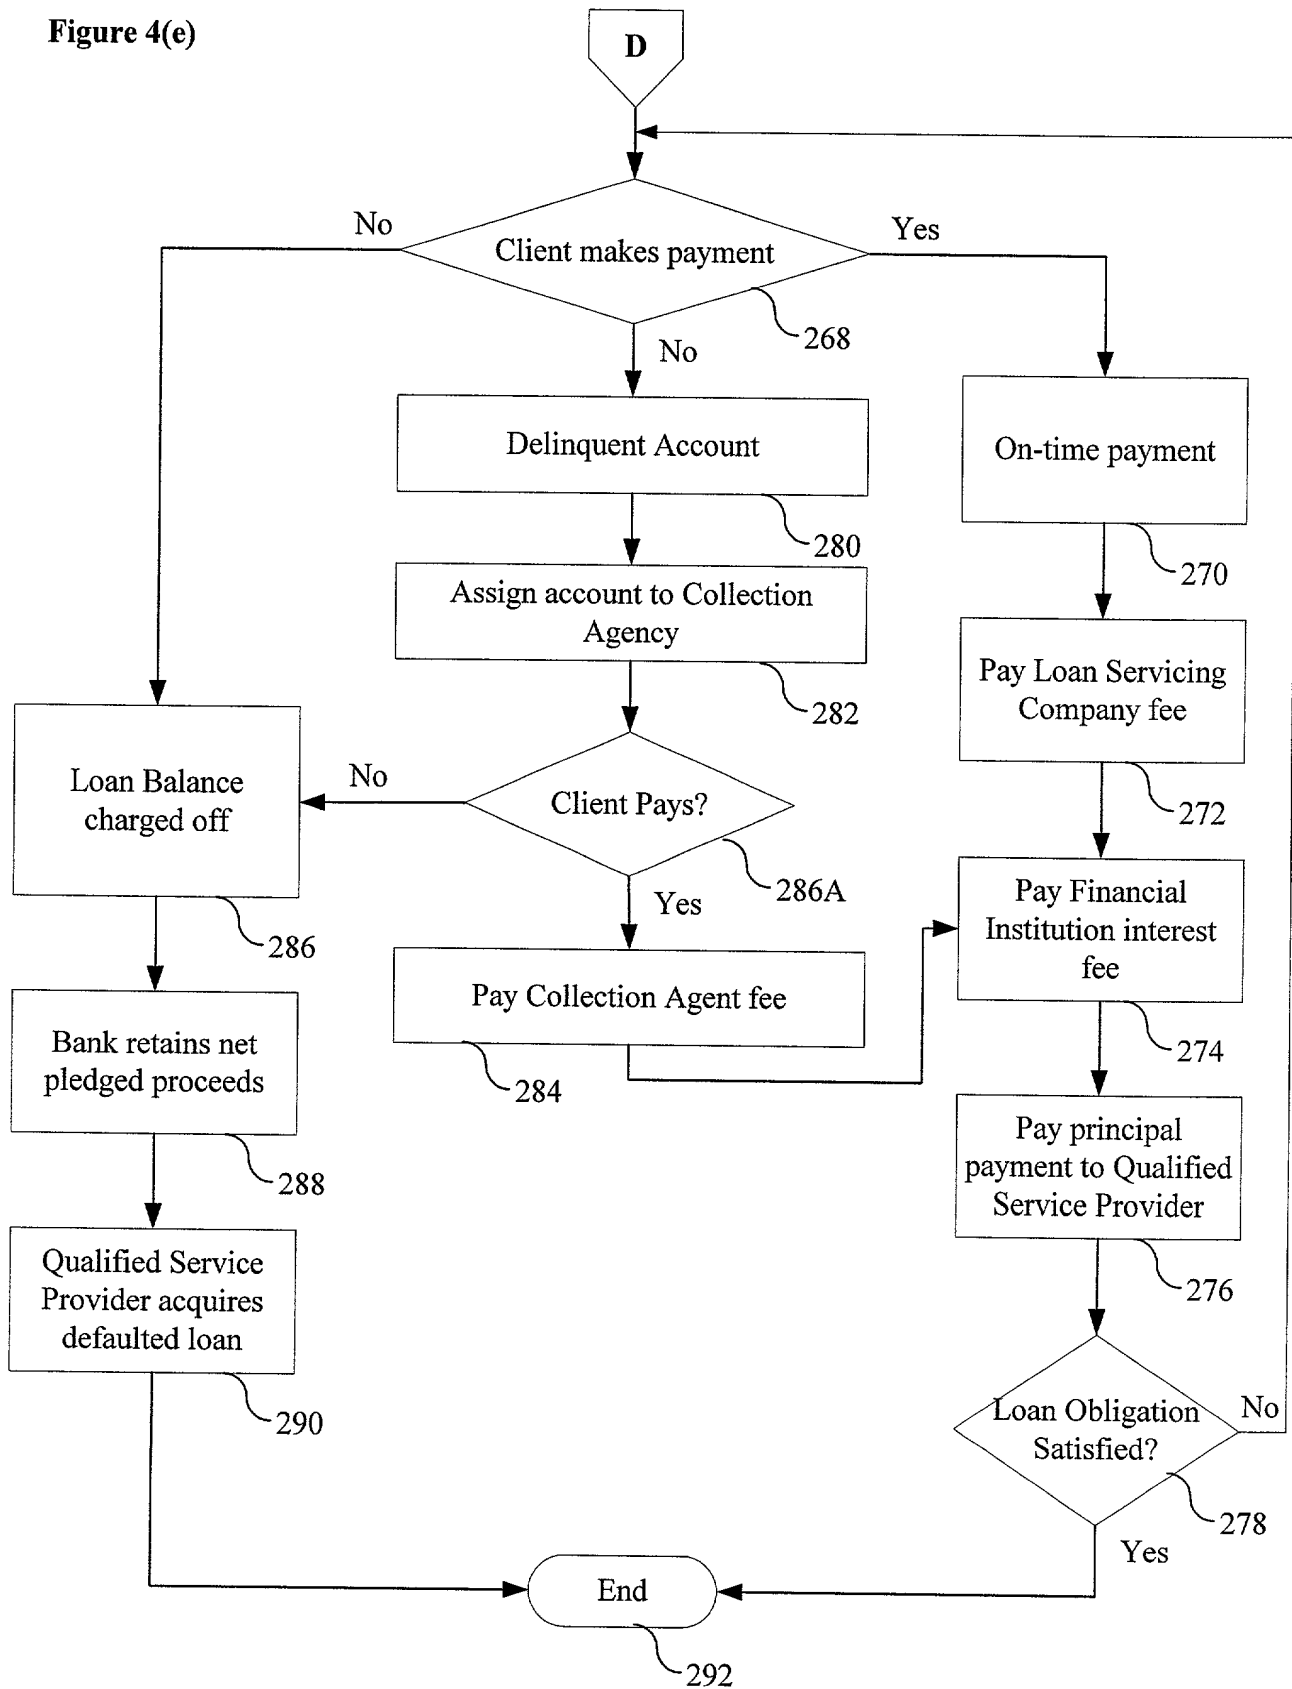 Figure 4(e)
D
No
Yes
Client makes payment
268
No
Delinquent Account
280
On-time payment
270
Assign account to Collection
Agency
282
Pay Loan Servicing
Company fee
272
Loan Balance
charged off
286
No
Client Pays?
286A
Yes
Pay Financial
Institution interest
fee
274
Pay Collection Agent fee
284
Bank retains net
pledged proceeds
288
Pay principal
payment to Qualified
Service Provider
276
Qualified Service
Provider acquires
defaulted loan
290
Loan Obligation
Satisfied?
No
278
Yes
End
292